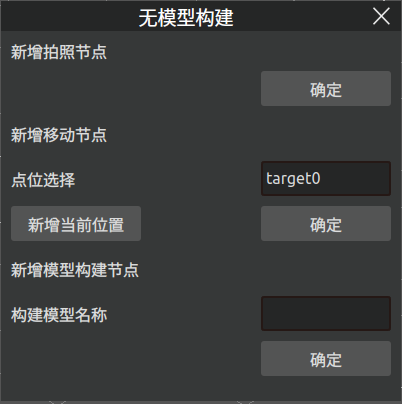 无模型构建
新增拍照节点
确定
新增移动节点
点位选择 target0
新增当前位置 确定
新增模型构建节点
构建模型名称
确定